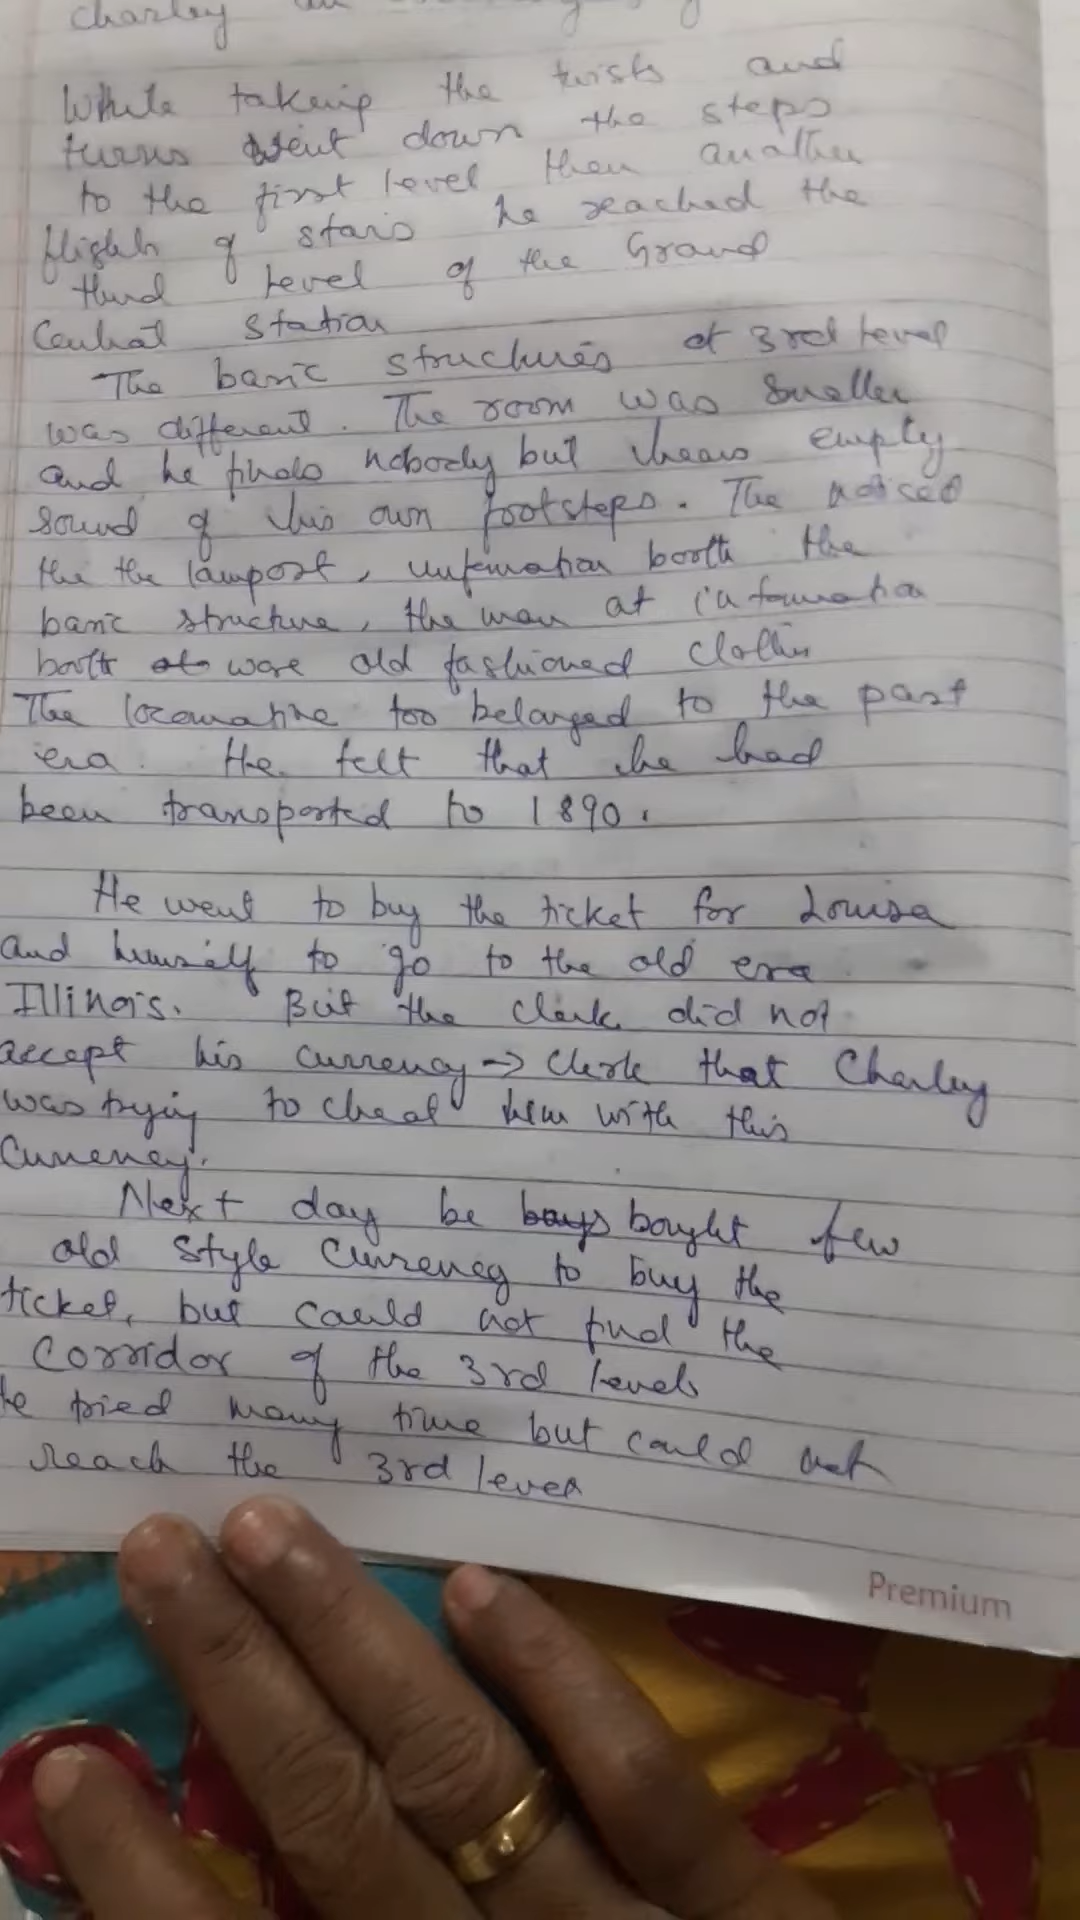 Charley an
While taking the twists and
turns went down the steps
to the first level then another
flight of stairs he reached the
third level of the Grand
Central station
The basic structures of 3rd level
was different. The room was smaller
and he finds nobody but hears empty
sound of his own footsteps. The noticed
the the lampost, information booth the
basic structure, the man at information
booth wore old fashioned clothin
The locomotive too belonged to the past
era. He felt that he had
been transported to 1890.
He went to buy the ticket for Louisa
and himself to go to the old era
Illinois. But the clerk did not
accept his currency → Clerk that Charley
was trying to cheat him with this
Currency.
Next day he buys bought few
old style currency to buy the
ticket, but could not find the
Corridor of the 3rd levels
He tried many time but could not
reach the 3rd level
Premium